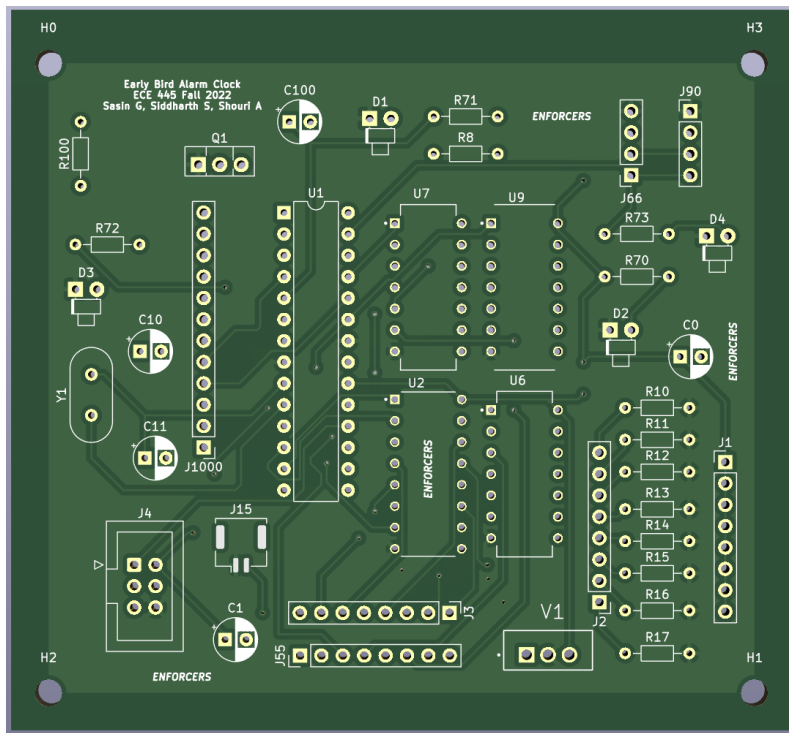 H0
H3
Early Bird Alarm Clock
ECE 445 Fall 2022
Sasin G, Siddharth S, Shouri A
C100
D1
R71
ENFORCERS
J90
R100
Q1
R8
U1
U7
U9
J66
R72
R73
D4
D3
R70
C10
D2
C0
ENFORCERS
Y1
U2
U6
R10
C11
J1000
ENFORCERS
R11
J1
R12
J4
J15
R13
R14
R15
C1
J3
V1
J2
R16
J55
R17
H2
ENFORCERS
H1